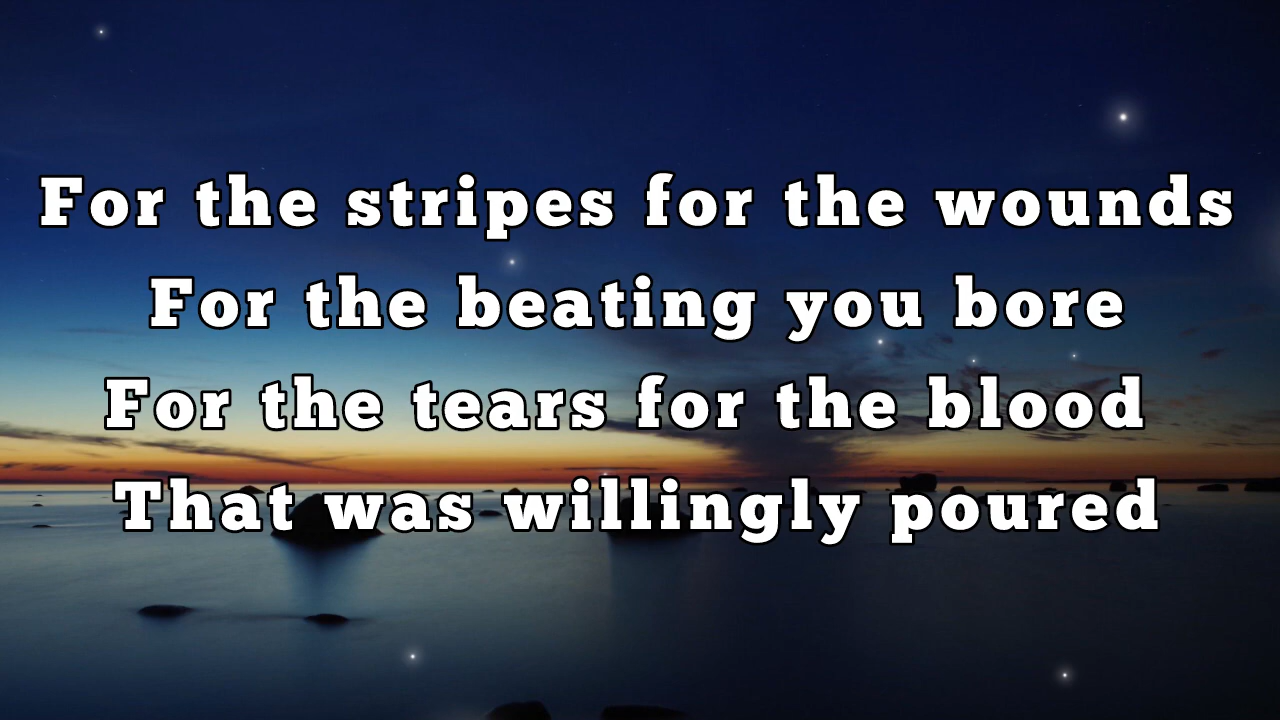 For the stripes for the wounds
For the beating you bore
For the tears for the blood
That was willingly poured